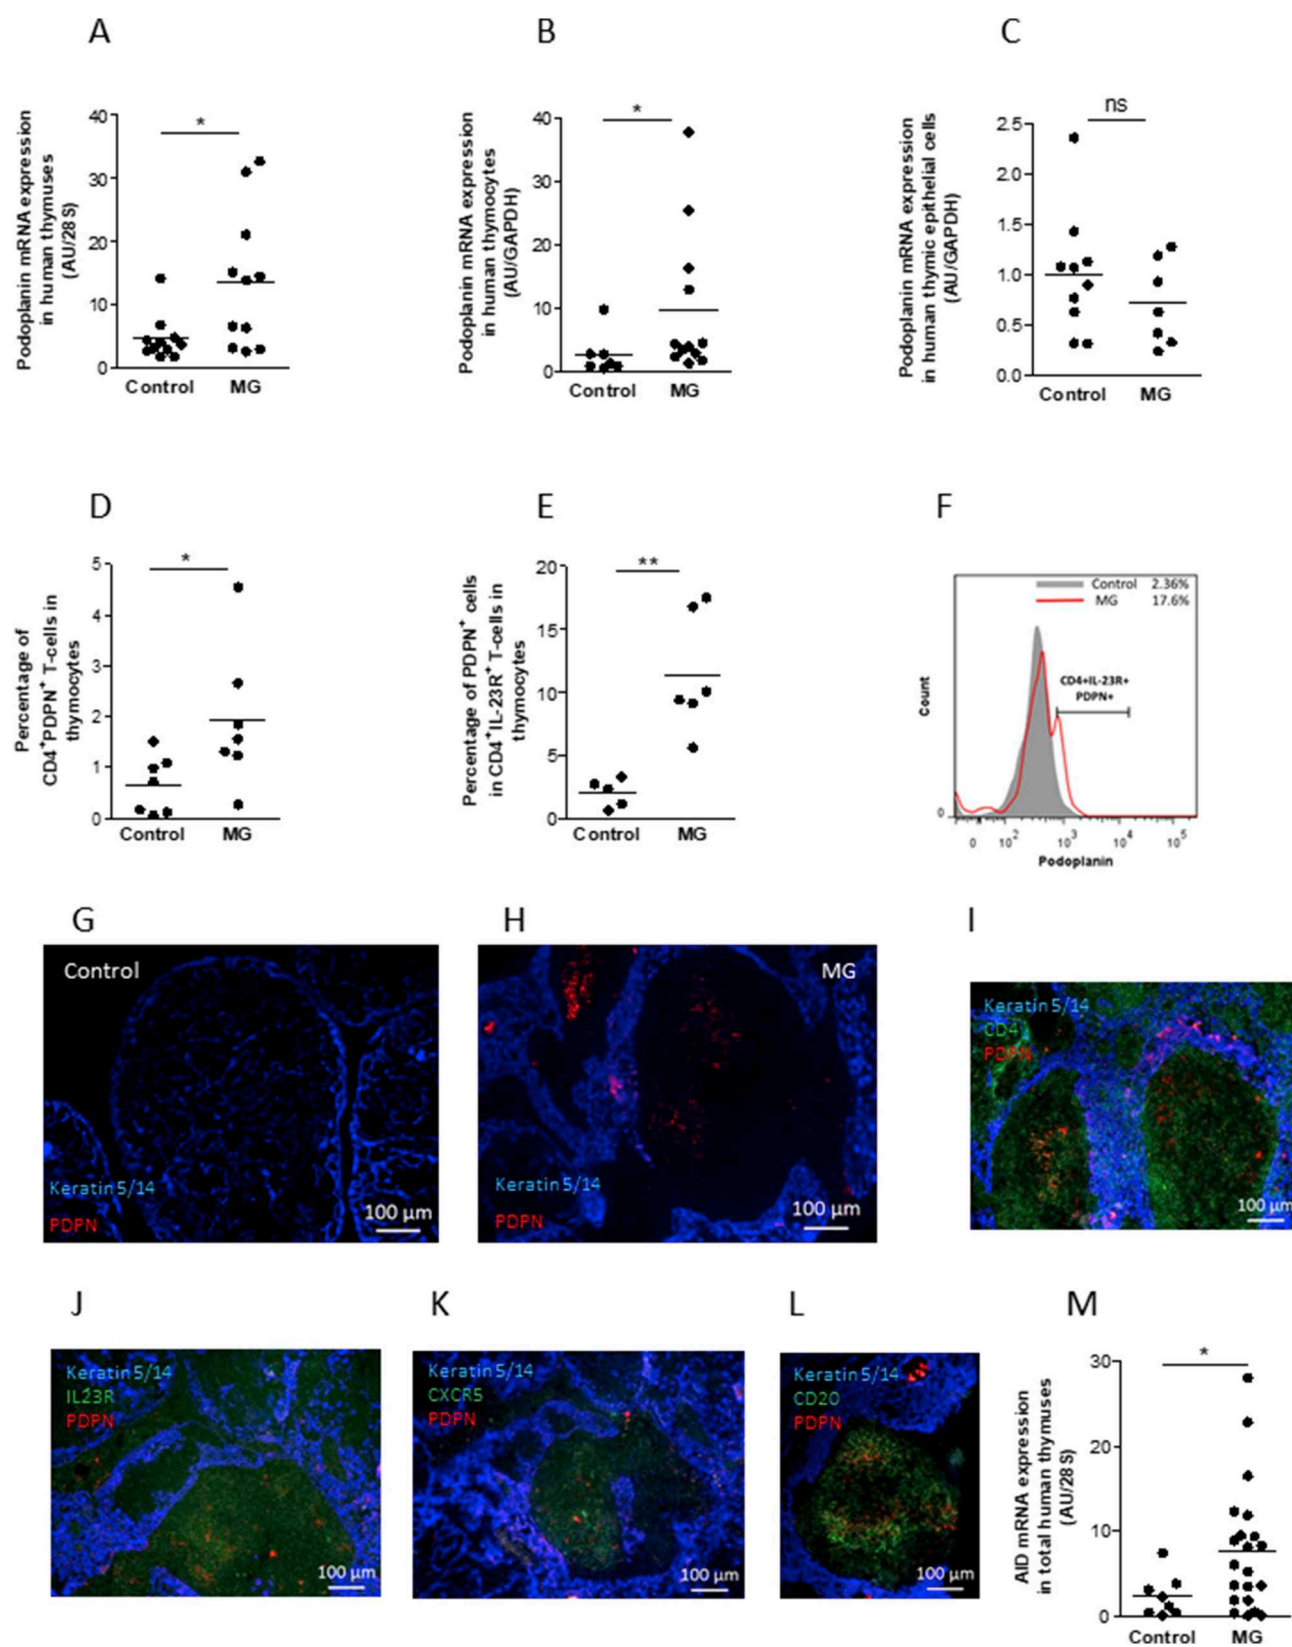 A
B
C
Podoplanin mRNA expression
in human thymuses
(AU/28S)
40
30
20
10
0
*
Control
MG
Podoplanin mRNA expression
in human thymocytes
(AU/GAPDH)
40
30
20
10
0
*
Control
MG
Podoplanin mRNA expression
in human thymic epithelial cells
(AU/GAPDH)
2.5
2.0
1.5
1.0
0.5
0.0
ns
Control
MG
D
E
F
Percentage of
CD4+PDPN+ T-cells in
thymocytes
5
4
3
2
1
0
*
Control
MG
Percentage of PDPN+ cells
in CD4+IL-23R+ T-cells in
thymocytes
20
15
10
5
0
**
Control
MG
Control 2.36%
MG 17.6%
CD4+IL-23R+
PDPN+
Count
0
0 10² 10³ 10⁴ 10⁵
Podoplanin
G
H
I
Control
Keratin 5/14
PDPN
100 µm
MG
Keratin 5/14
PDPN
100 µm
Keratin 5/14
CD4
PDPN
100 µm
J
K
L
M
Keratin 5/14
IL23R
PDPN
100 µm
Keratin 5/14
CXCR5
PDPN
100 µm
Keratin 5/14
CD20
PDPN
100 µm
AID mRNA expression
in total human thymuses
(AU/28S)
30
20
10
0
*
Control
MG